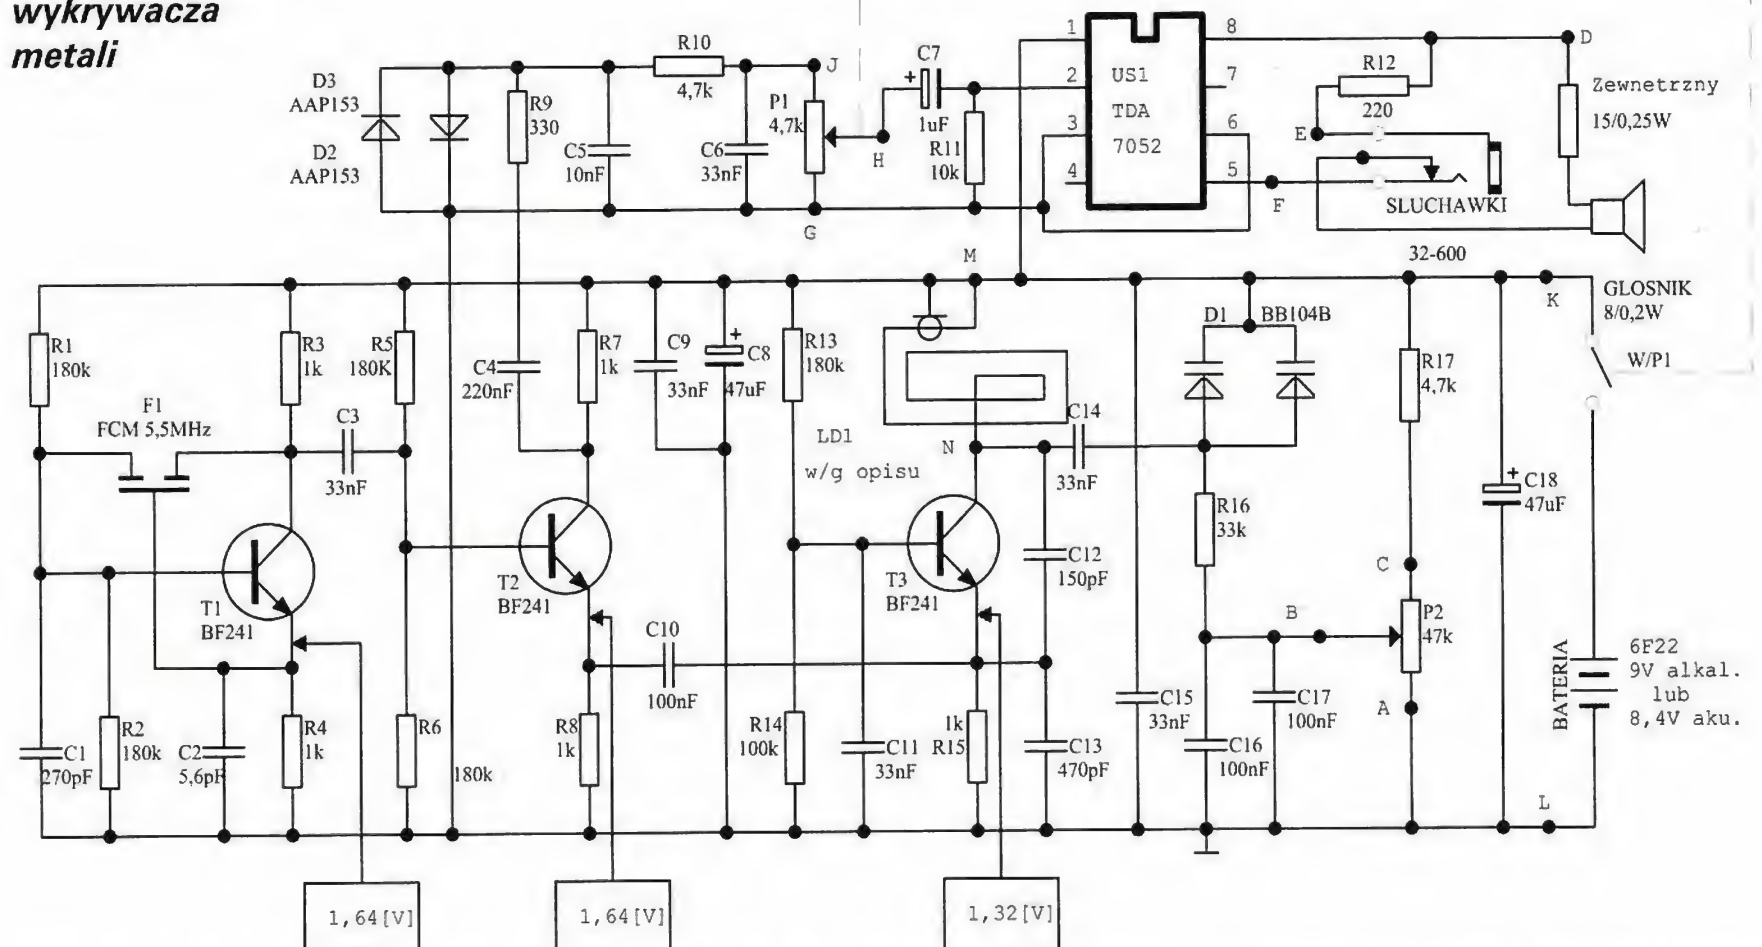 wykrywacza
metali
D3
AAP153
D2
AAP153
R9
330
C5
10nF
R10
4,7k
C6
33nF
J
P1
4,7k
H
G
C7
+
1uF
R11
10k
1
2
3
4
US1
TDA
7052
8
7
6
5
F
E
R12
220
D
Zewnetrzny
15/0,25W
SLUCHAWKI
32-600
GLOSNIK
8/0,2W
M
K
W/P1
R1
180k
F1
FCM 5,5MHz
R3
1k
C3
33nF
R5
180K
C4
220nF
R7
1k
C9
33nF
+
C8
47uF
R13
180k
LD1
w/g opisu
N
C14
33nF
D1
BB104B
R17
4,7k
+
C18
47uF
T1
BF241
T2
BF241
T3
BF241
C12
150pF
R16
33k
C
B
P2
47k
A
C10
100nF
C1
270pF
R2
180k
C2
5,6pF
R4
1k
R6
180k
R8
1k
R14
100k
C11
33nF
1k
R15
C13
470pF
C15
33nF
C16
100nF
C17
100nF
L
BATERIA
6F22
9V alkal.
lub
8,4V aku.
1,64[V]
1,64[V]
1,32[V]